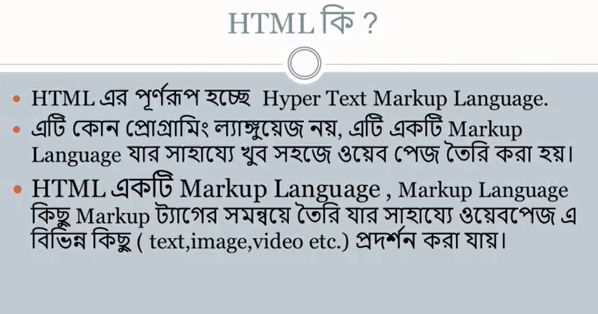 HTML কি ?
• HTML এর পূর্ণরূপ হচ্ছে Hyper Text Markup Language.
• এটি কোন প্রোগ্রামিং ল্যাঙ্গুয়েজ নয়, এটি একটি Markup
Language যার সাহায্যে খুব সহজে ওয়েব পেজ তৈরি করা হয়।
• HTML একটি Markup Language , Markup Language
কিছু Markup ট্যাগের সমন্বয়ে তৈরি যার সাহায্যে ওয়েবপেজ এ
বিভিন্ন কিছু ( text,image,video etc.) প্রদর্শন করা যায়।